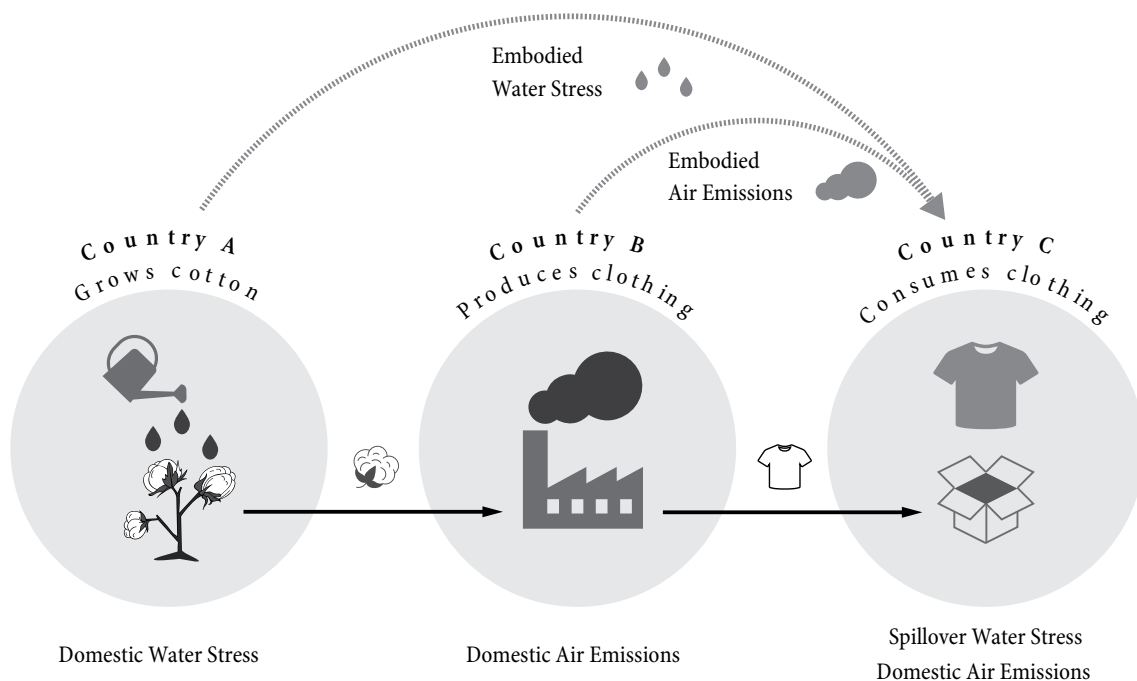 Embodied
Water Stress
Embodied
Air Emissions
Country A
Grows cotton
Country B
Produces clothing
Country C
Consumes clothing
Domestic Water Stress
Domestic Air Emissions
Spillover Water Stress
Domestic Air Emissions